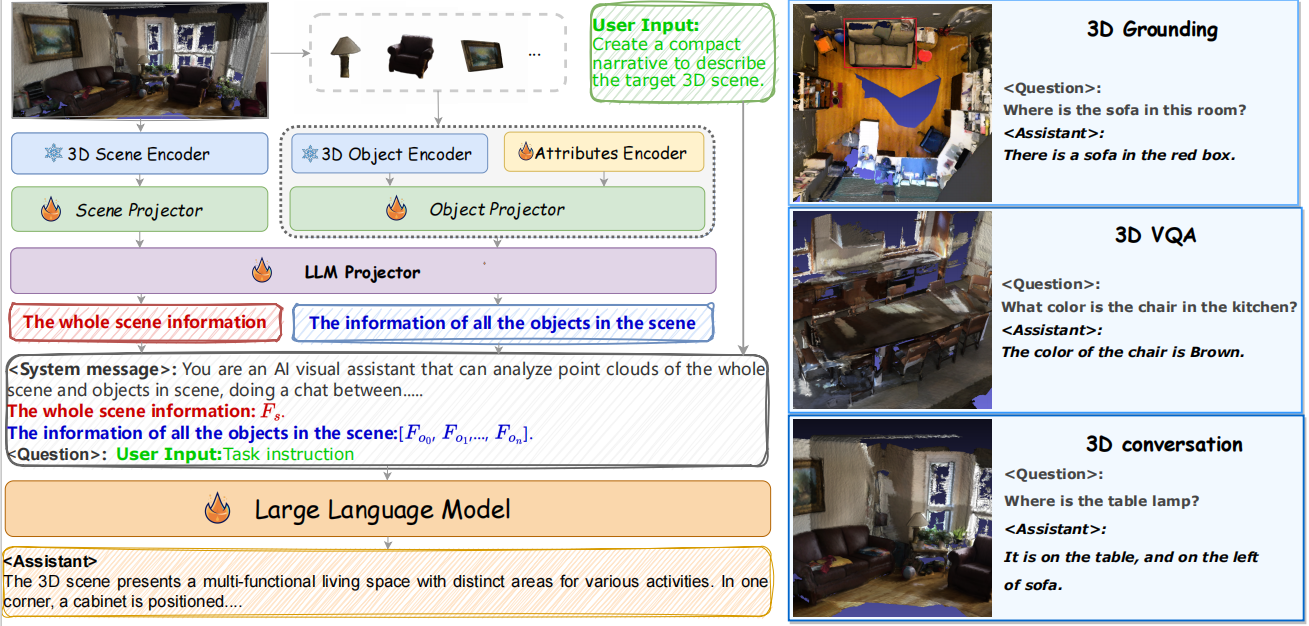 User Input:
Create a compact
narrative to describe
the target 3D scene.
...
3D Scene Encoder
3D Object Encoder
Attributes Encoder
Scene Projector
Object Projector
LLM Projector
The whole scene information
The information of all the objects in the scene
<System message>: You are an AI visual assistant that can analyze point clouds of the whole
scene and objects in scene, doing a chat between.....
The whole scene information: Fₛ.
The information of all the objects in the scene:[F_{o_0}, F_{o_1},..., F_{o_n}].
<Question>: User Input:Task instruction
Large Language Model
<Assistant>
The 3D scene presents a multi-functional living space with distinct areas for various activities. In one
corner, a cabinet is positioned....
3D Grounding
<Question>:
Where is the sofa in this room?
<Assistant>:
There is a sofa in the red box.
3D VQA
<Question>:
What color is the chair in the kitchen?
<Assistant>:
The color of the chair is Brown.
3D conversation
<Question>:
Where is the table lamp?
<Assistant>:
It is on the table, and on the left
of sofa.